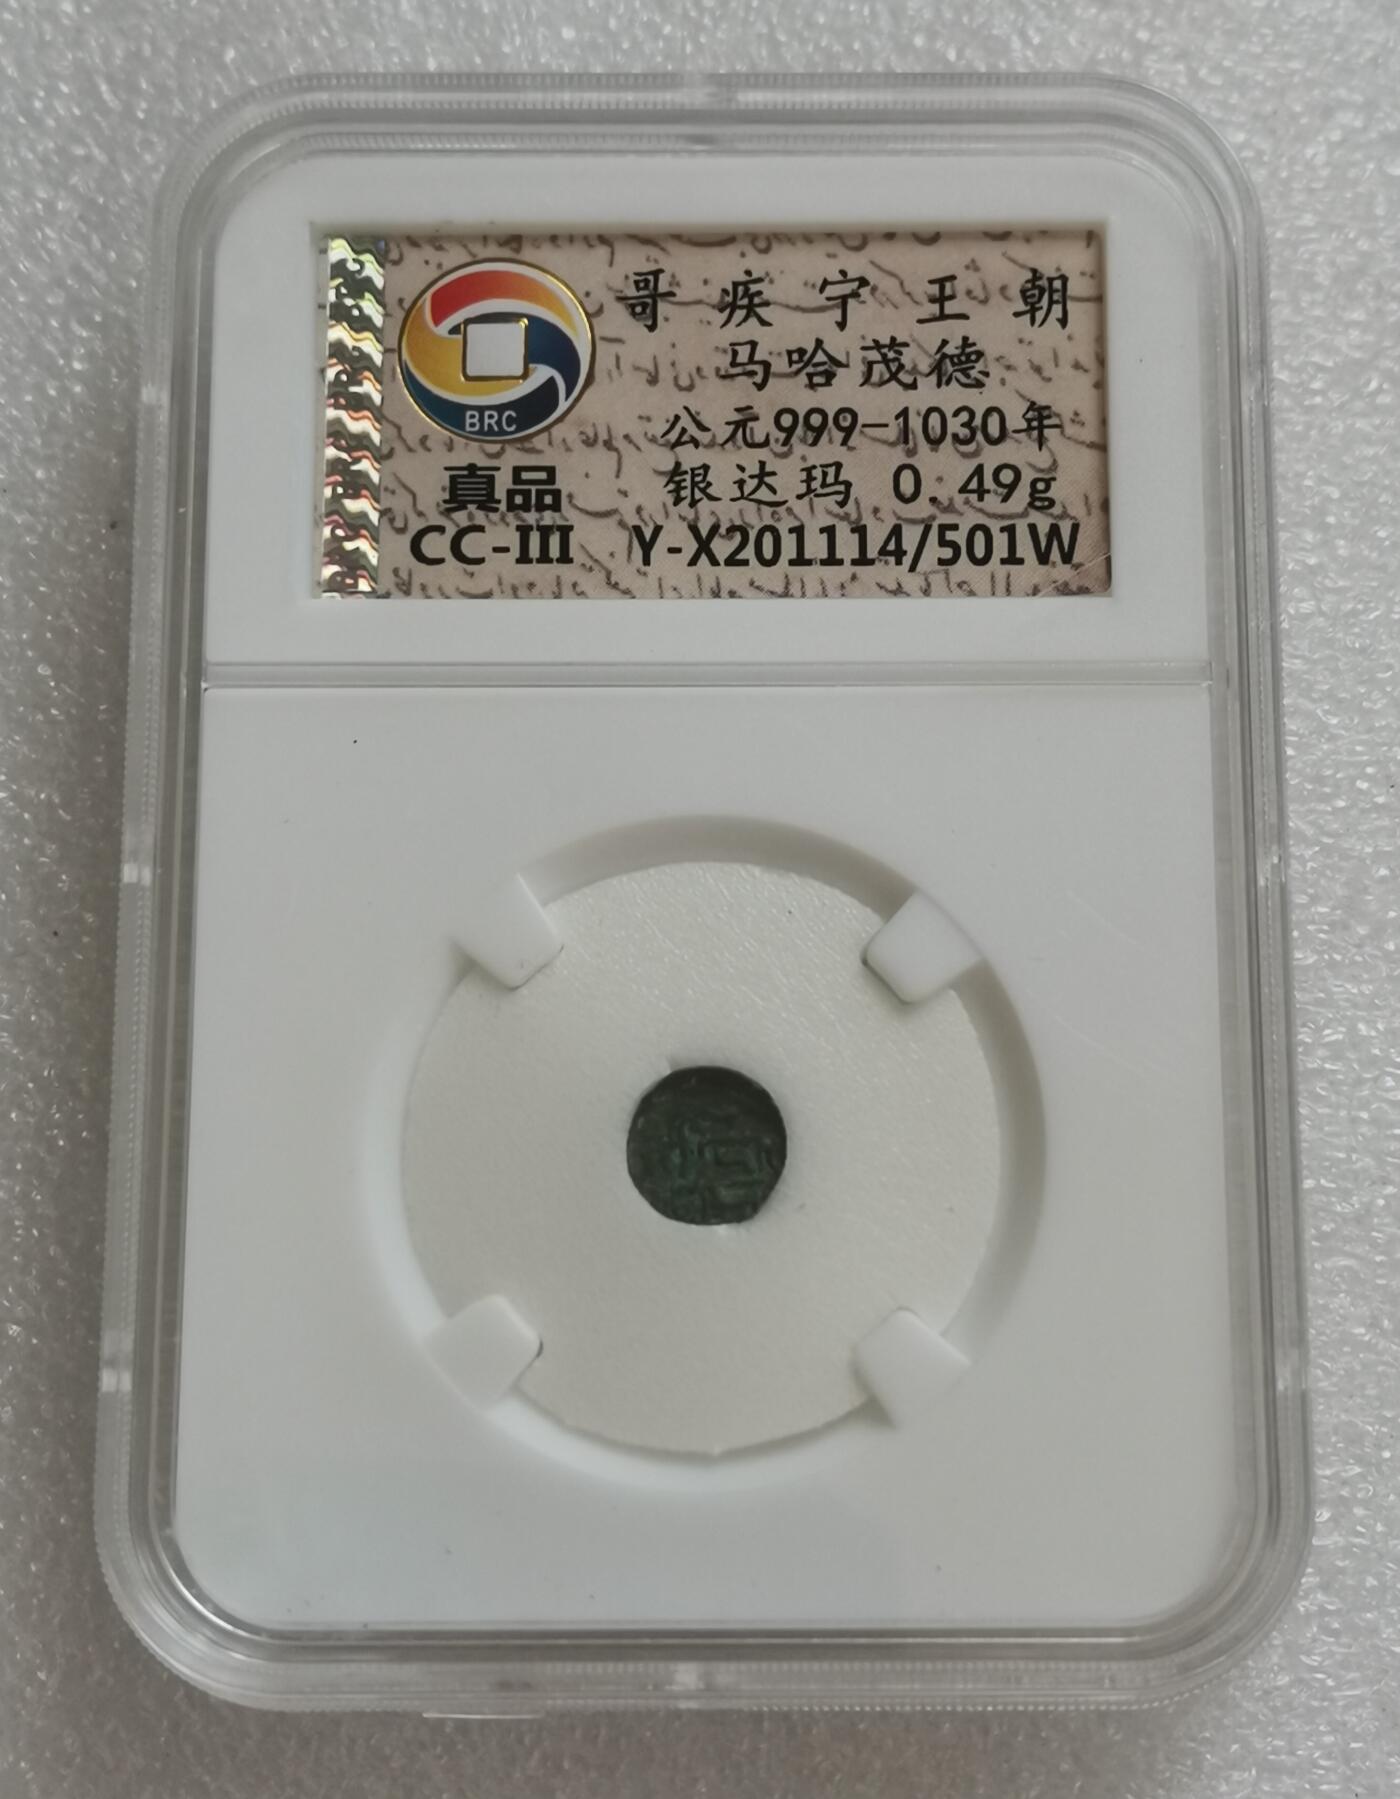 哥疾宁王朝
马哈茂德
公元999-1030年
银达玛 0.49g
BRC
真品
CC-III Y-X201114/501W